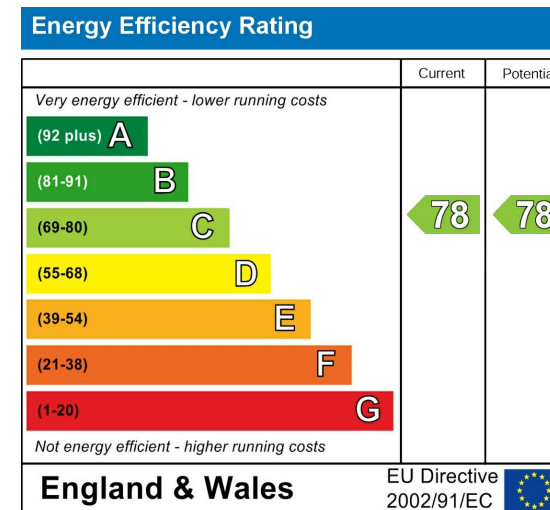 Energy Efficiency Rating
Current Potentia
Very energy efficient - lower running costs
(92 plus) A
(81-91) B
(69-80) C
78 78
(55-68) D
(39-54) E
(21-38) F
(1-20) G
Not energy efficient - higher running costs
England & Wales
EU Directive
2002/91/EC